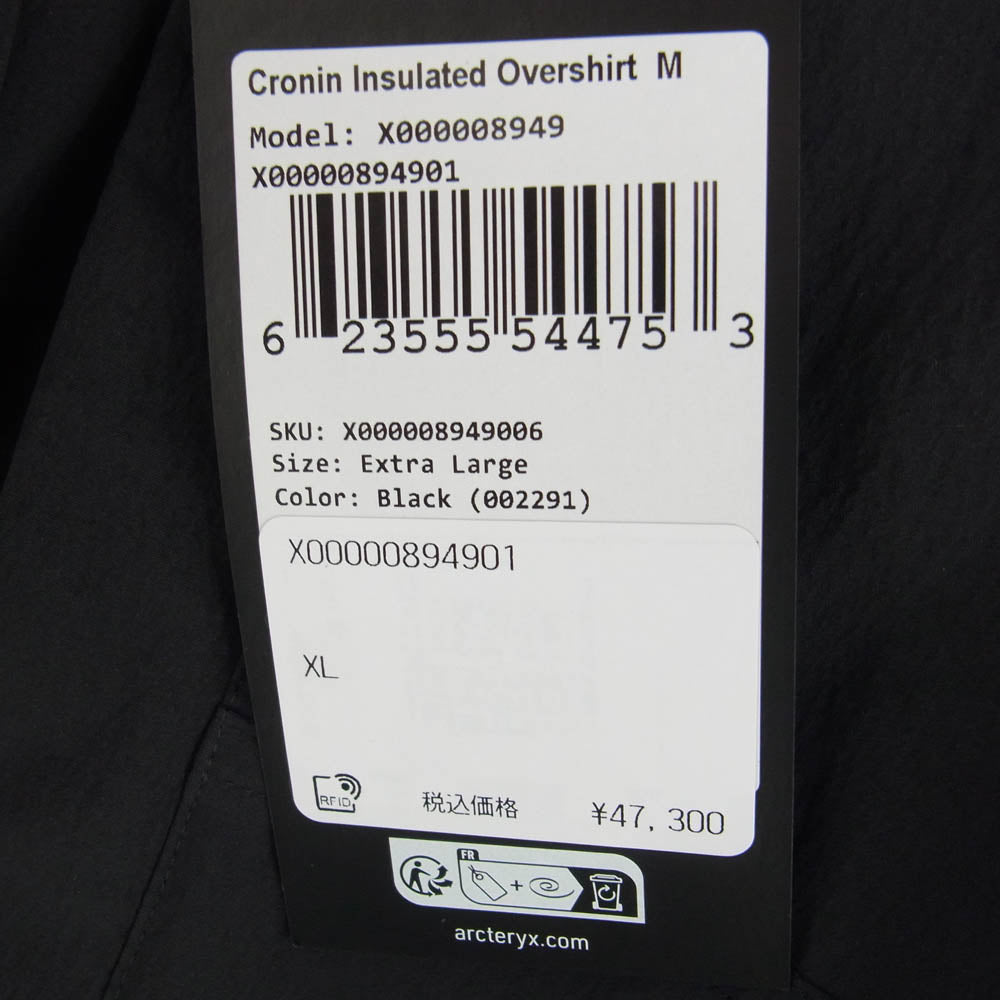 Cronin Insulated Overshirt M
Model: X000008949
X00000894901
6 23555 54475 3
SKU: X000008949006
Size: Extra Large
Color: Black (002291)
X00000894901
XL
RFID
税込価格 ¥47, 300
FR
+
arcteryx.com